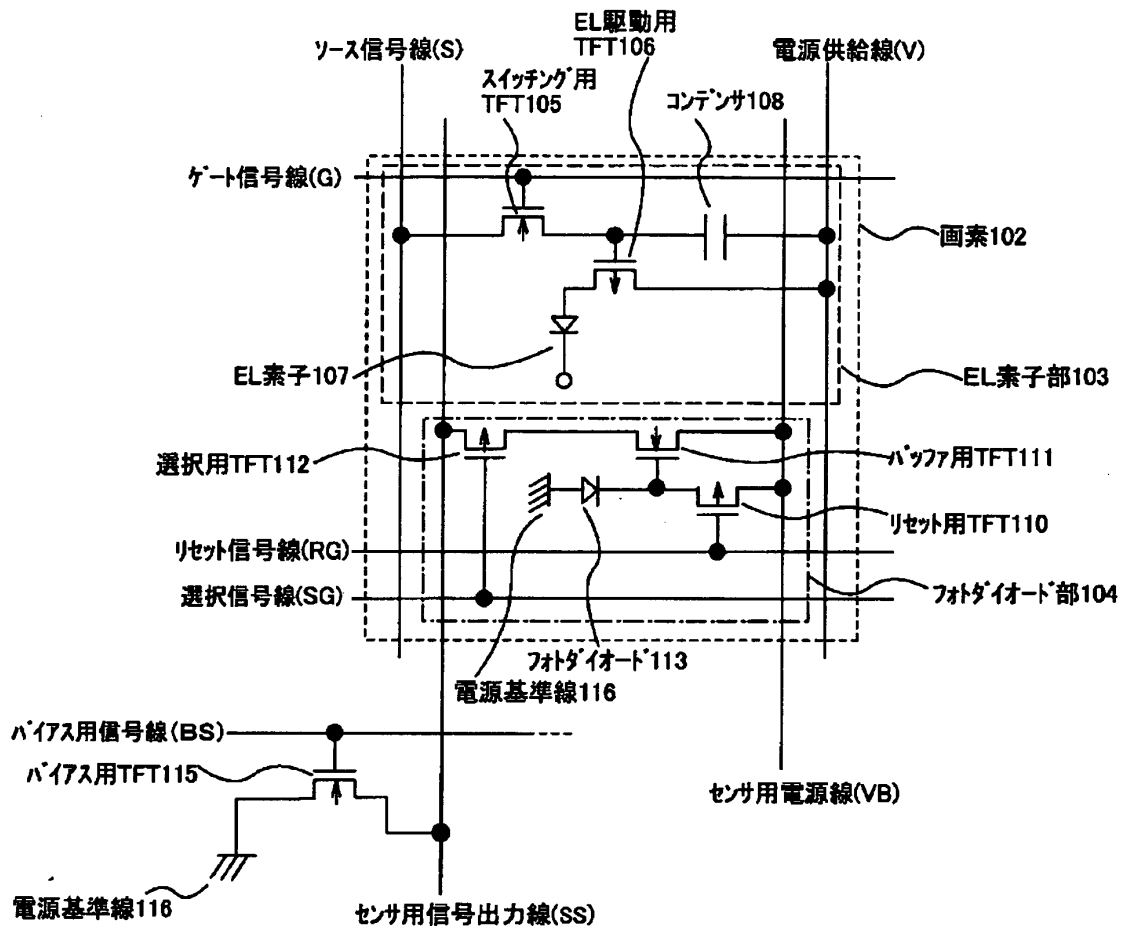 EL駆動用
TFT106
ソース信号線(S)
電源供給線(V)
スイッチング用
TFT105
コンデンサ108
ゲート信号線(G)
画素102
EL素子107
EL素子部103
選択用TFT112
バッファ用TFT111
リセット用TFT110
リセット信号線(RG)
選択信号線(SG)
フォトダイオード部104
フォトダイオード113
電源基準線116
バイアス用信号線(BS)
バイアス用TFT115
センサ用電源線(VB)
電源基準線116
センサ用信号出力線(SS)